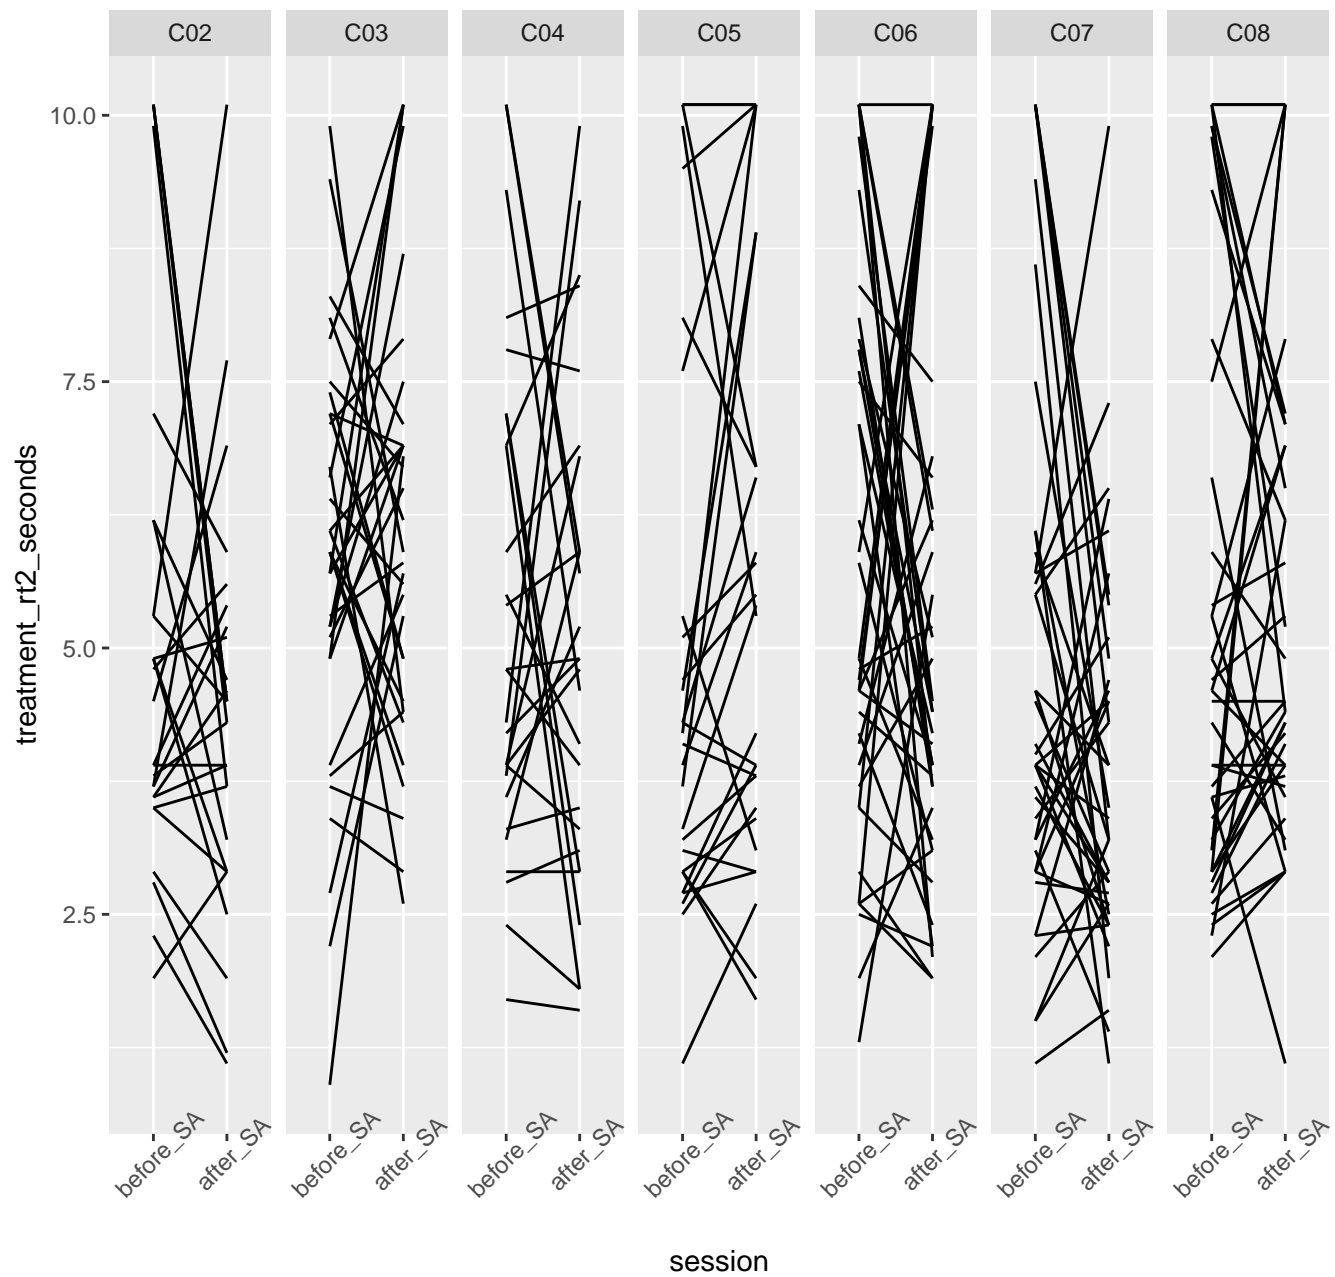 C02 C03 C04 C05 C06 C07 C08
10.0
7.5
5.0
2.5
treatment_rt2_seconds
before_SA after_SA before_SA after_SA before_SA after_SA before_SA after_SA before_SA after_SA before_SA after_SA before_SA after_SA
session